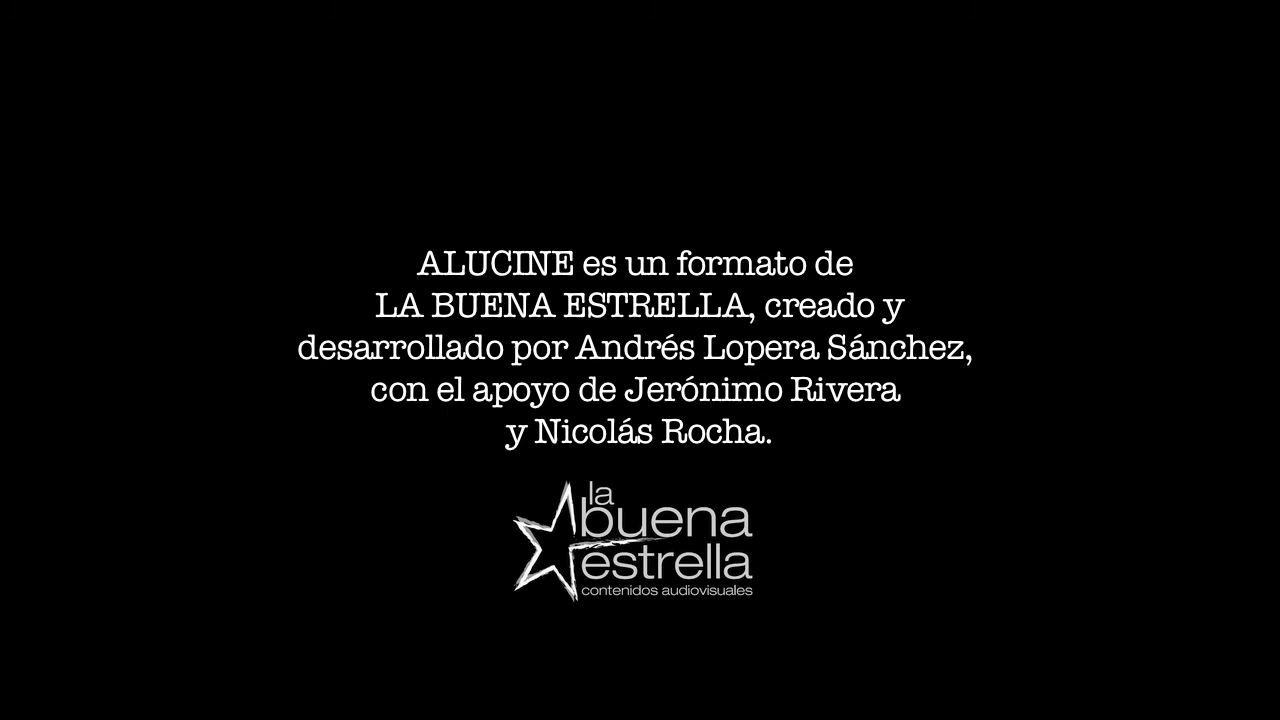 ALUCINE es un formato de
LA BUENA ESTRELLA, creado y
desarrollado por Andrés Lopera Sánchez,
con el apoyo de Jerónimo Rivera
y Nicolás Rocha.
la
buena
estrella
contenidos audiovisuales